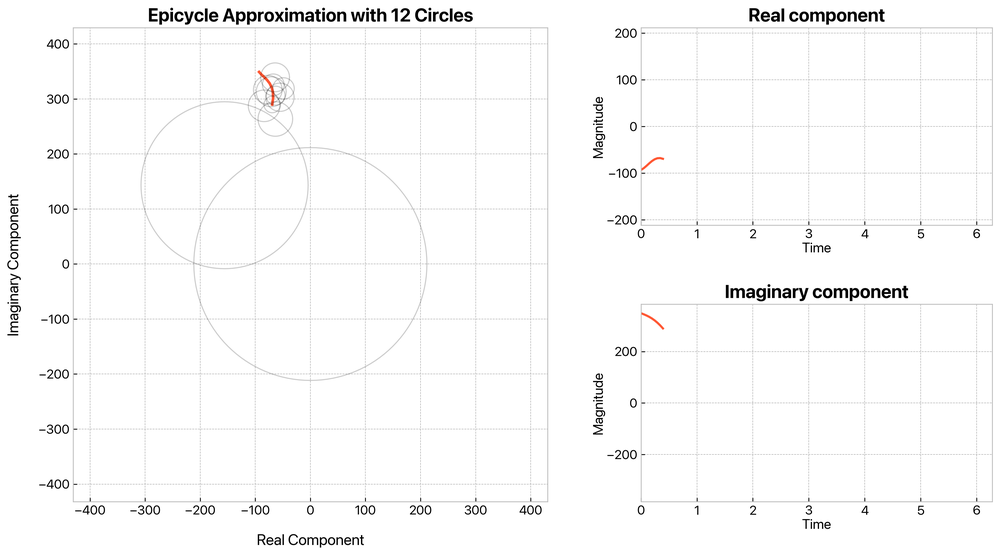 Epicycle Approximation with 12 Circles
400
300
200
100
0
−100
−200
−300
−400
Imaginary Component
−400 −300 −200 −100 0 100 200 300 400
Real Component
Real component
200
100
0
−100
−200
Magnitude
0 1 2 3 4 5 6
Time
Imaginary component
200
0
−200
Magnitude
0 1 2 3 4 5 6
Time